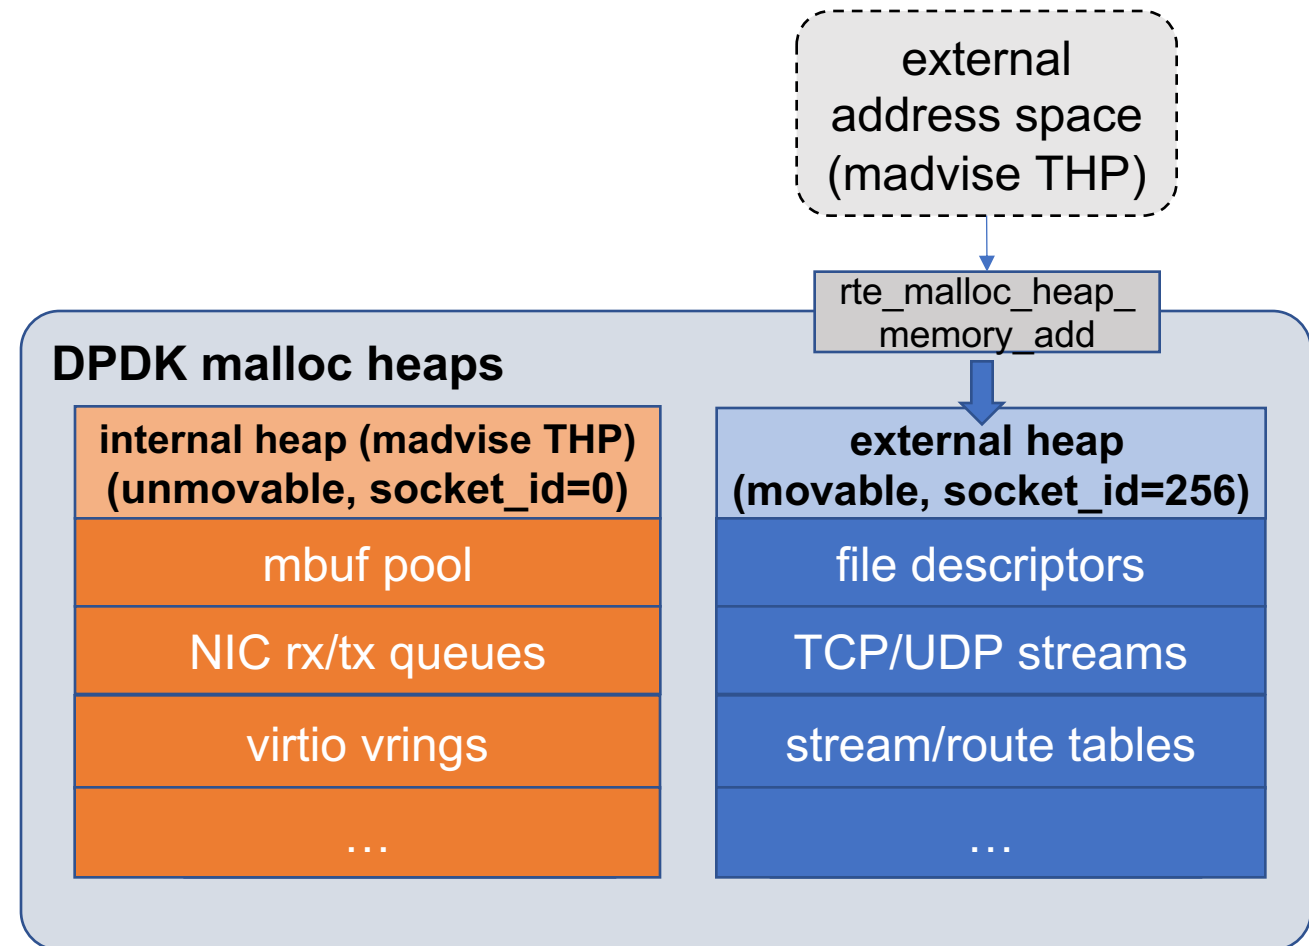 external
address space
(madvise THP)
rte_malloc_heap_
memory_add
DPDK malloc heaps
internal heap (madvise THP)
(unmovable, socket_id=0)
mbuf pool
NIC rx/tx queues
virtio vrings
…
external heap
(movable, socket_id=256)
file descriptors
TCP/UDP streams
stream/route tables
…